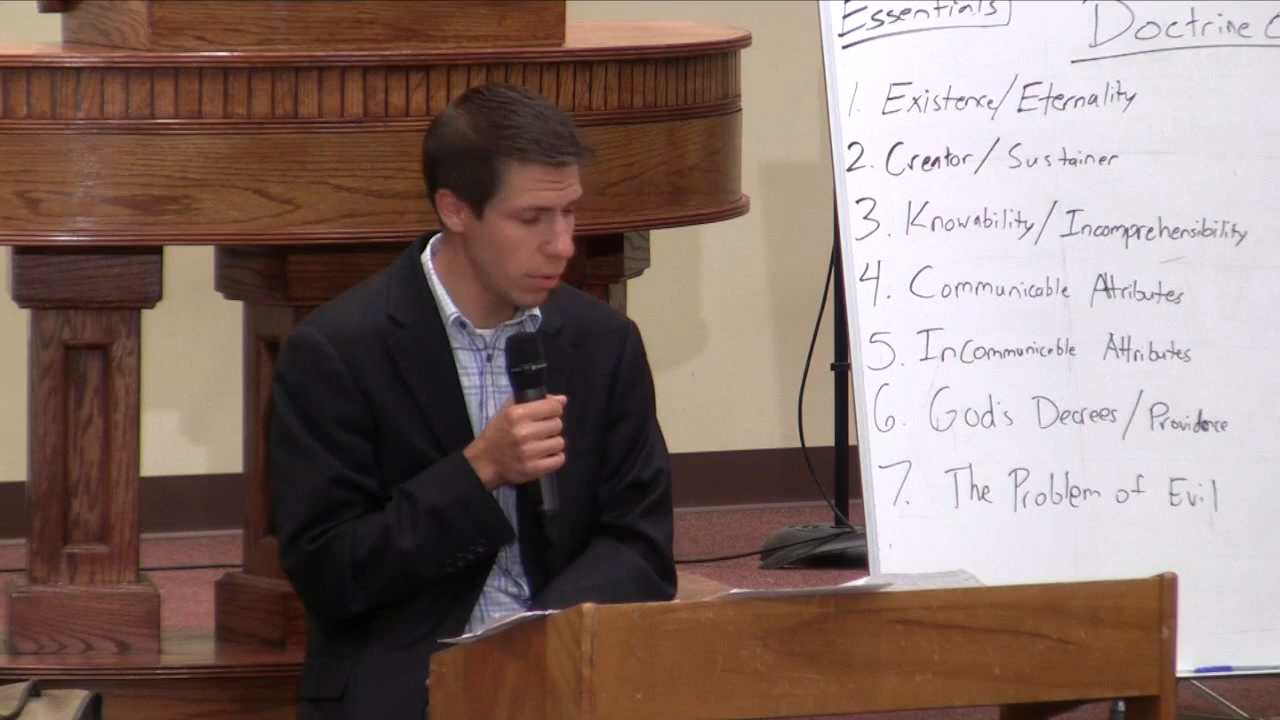 Essentials
Doctrine
1. Existence/Eternality
2. Creator/Sustainer
3. Knowability/Incomprehensibility
4. Communicable Attributes
5. Incommunicable Attributes
6. God's Decrees/Providence
7. The Problem of Evil